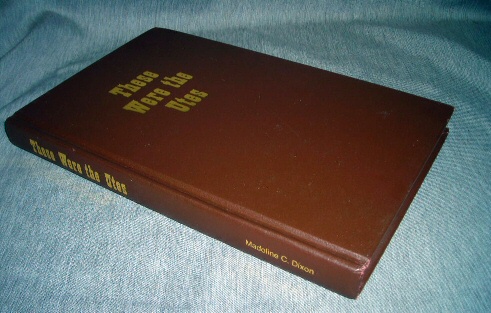 These
Were the
Utes
These Were the Utes
Madoline C. Dixon